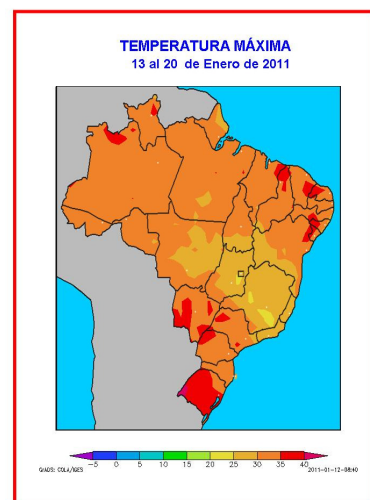 TEMPERATURA MÁXIMA
13 al 20 de Enero de 2011
-5 0 5 10 15 20 25 30 35 40
GrADS: COLA/IGES 2011-01-12-08:40